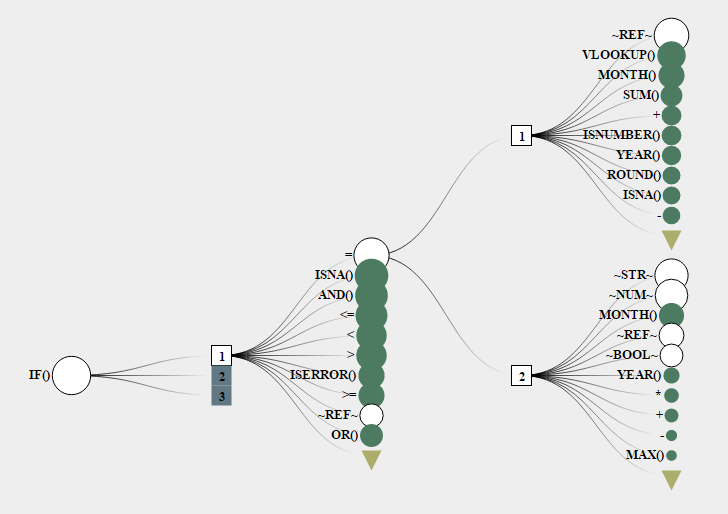 IF()
1
2
3
=
ISNA()
AND()
<=
<
>
ISERROR()
>=
~REF~
OR()
1
~REF~
VLOOKUP()
MONTH()
SUM()
+
ISNUMBER()
YEAR()
ROUND()
ISNA()
-
2
~STR~
~NUM~
MONTH()
~REF~
~BOOL~
YEAR()
*
+
-
MAX()